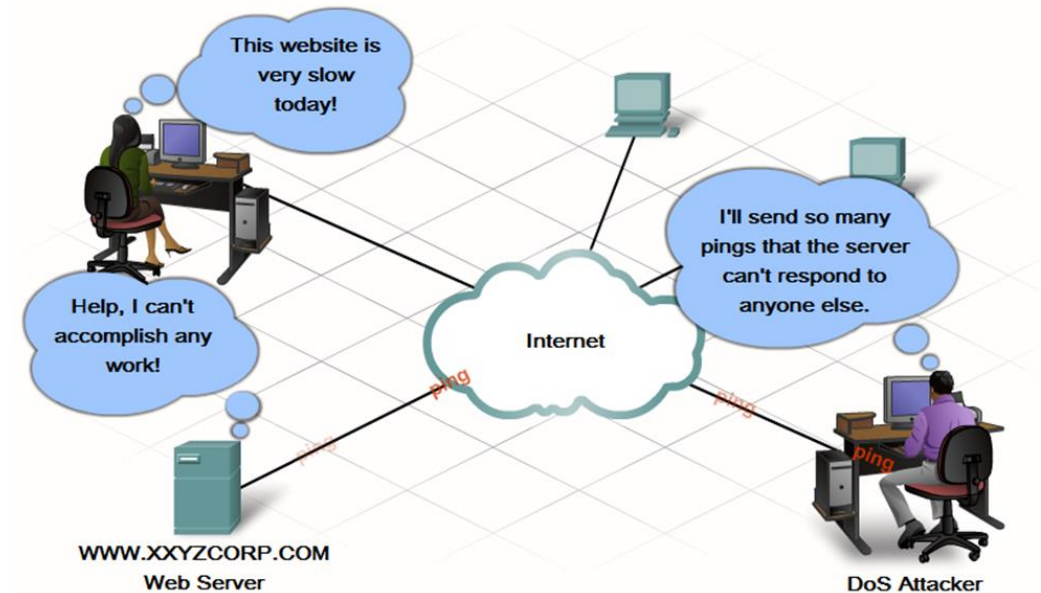 This website is
very slow
today!
I'll send so many
pings that the server
can't respond to
anyone else.
Help, I can't
accomplish any
work!
Internet
ping
ping
ping
ping
WWW.XXYZCORP.COM
Web Server
DoS Attacker